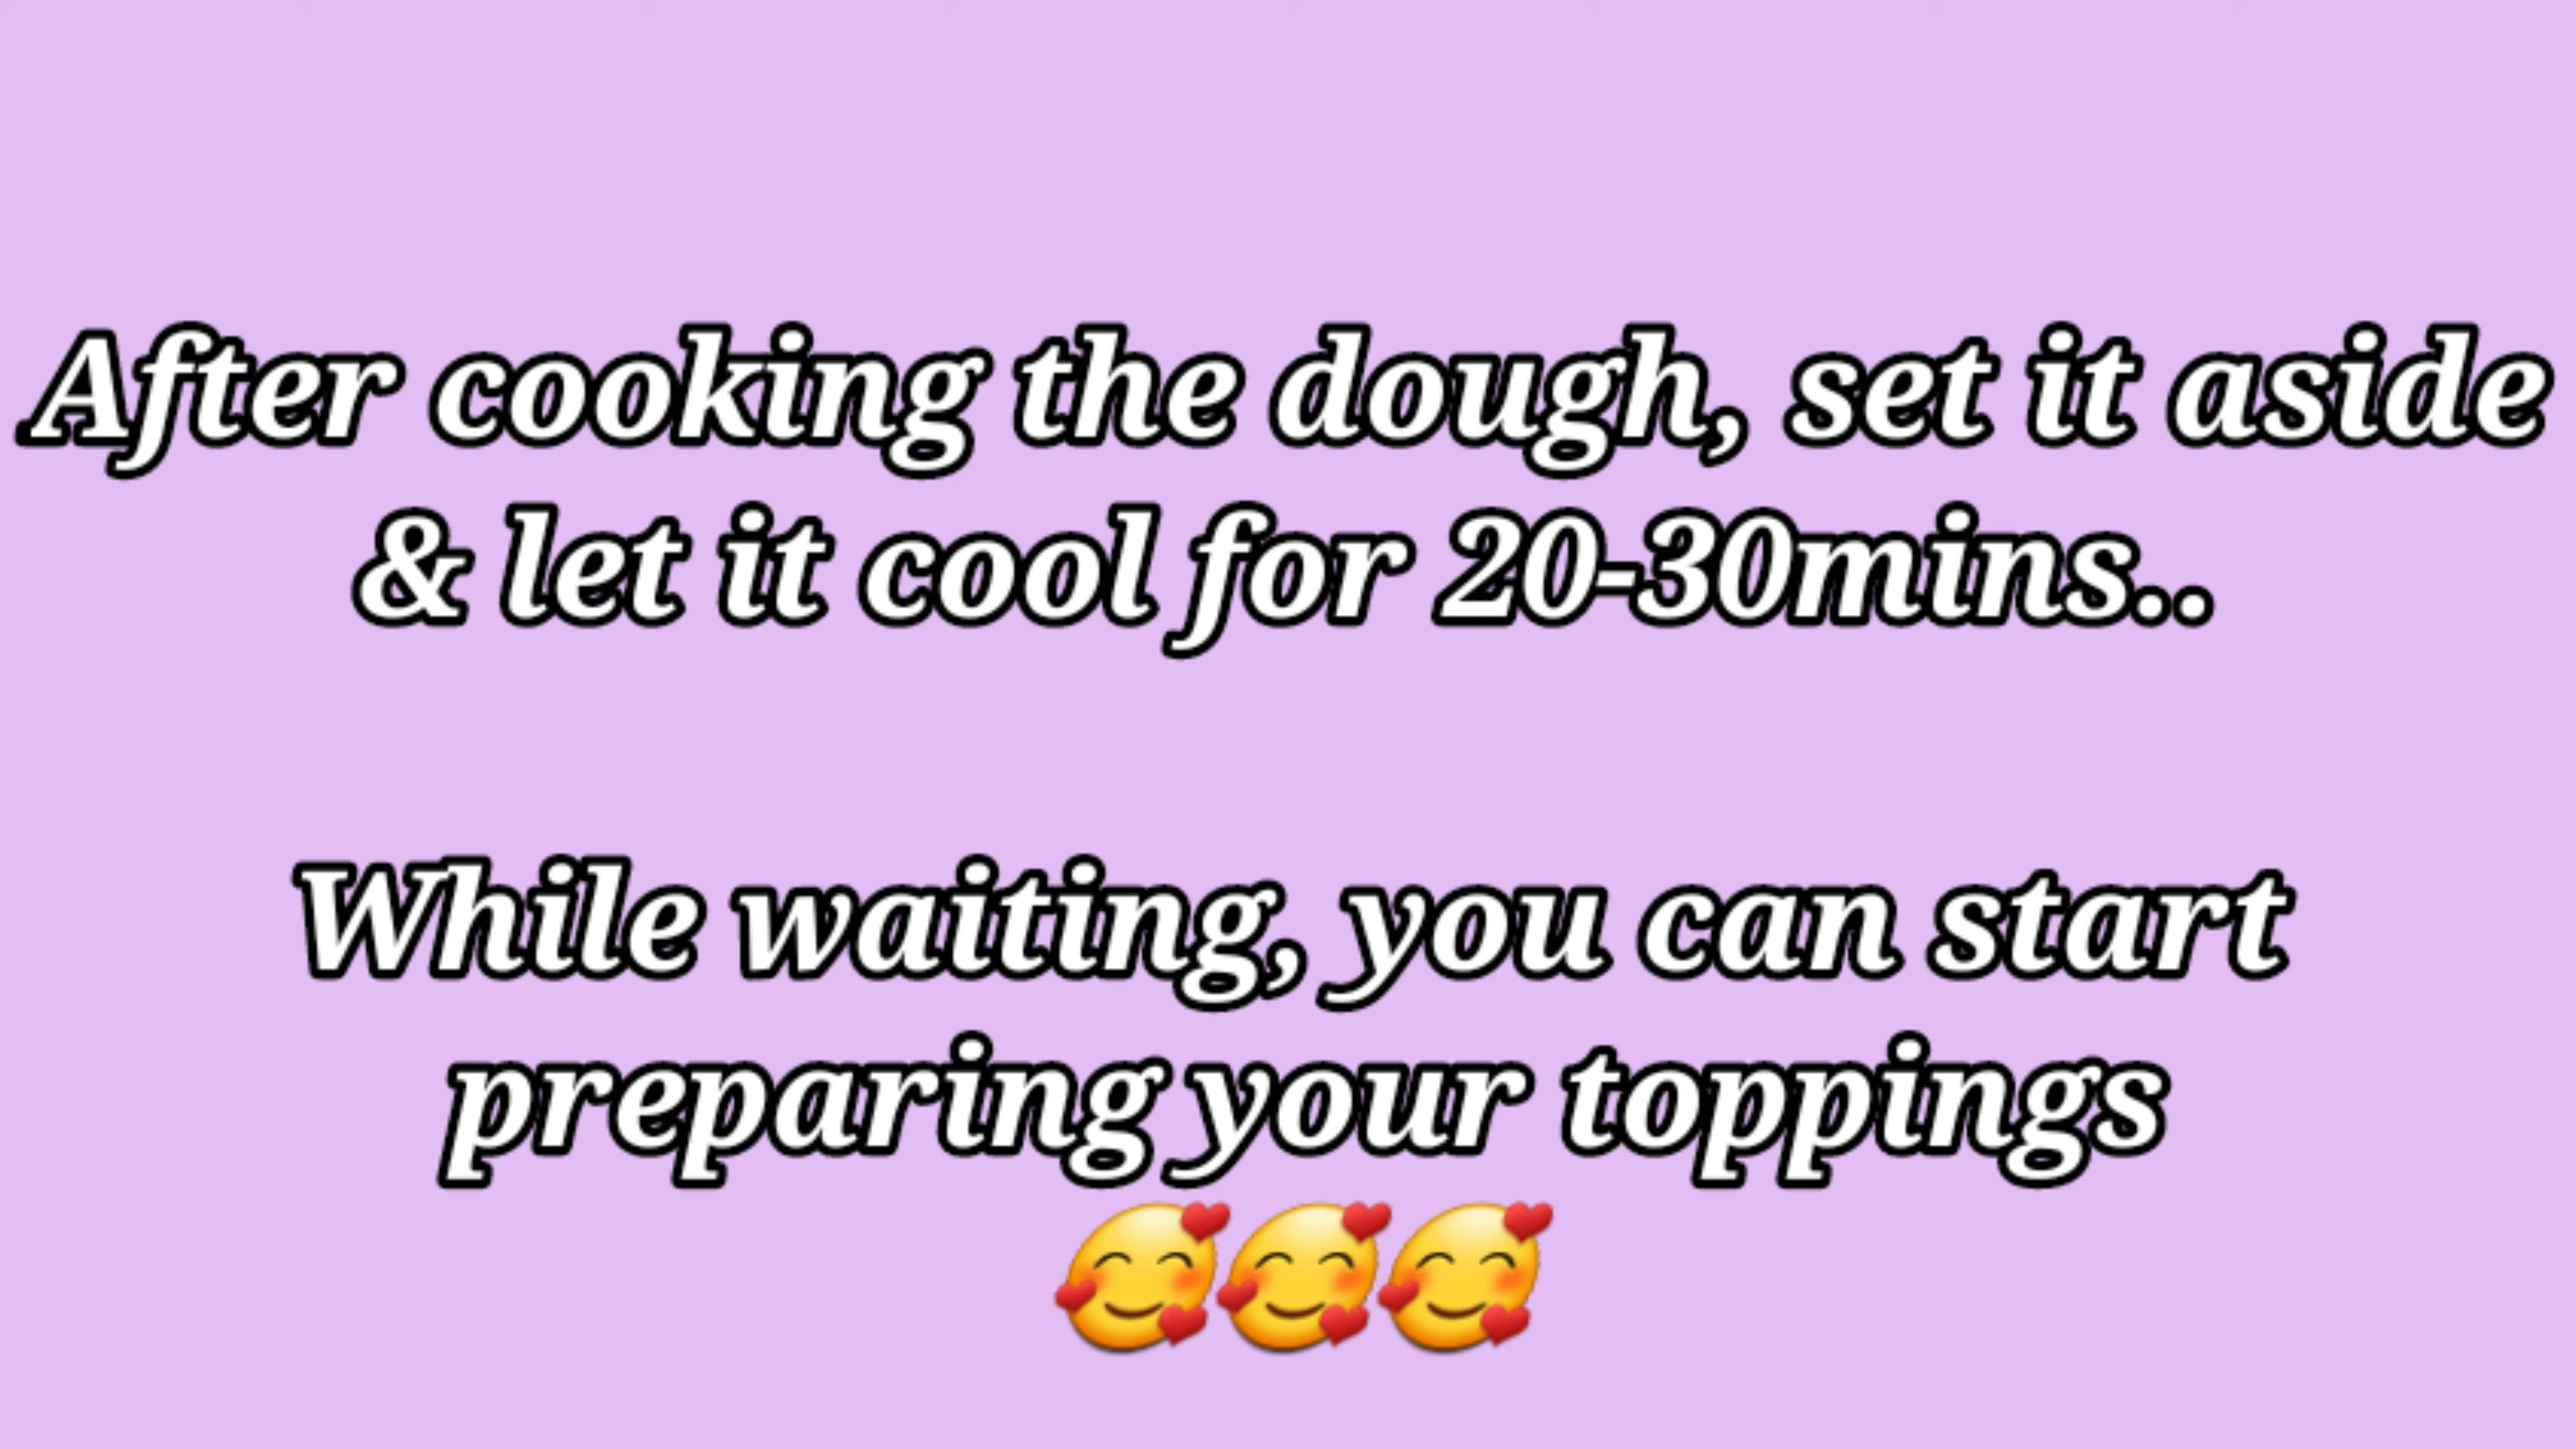 After cooking the dough, set it aside
& let it cool for 20-30mins..
While waiting, you can start
preparing your toppings
🥰🥰🥰